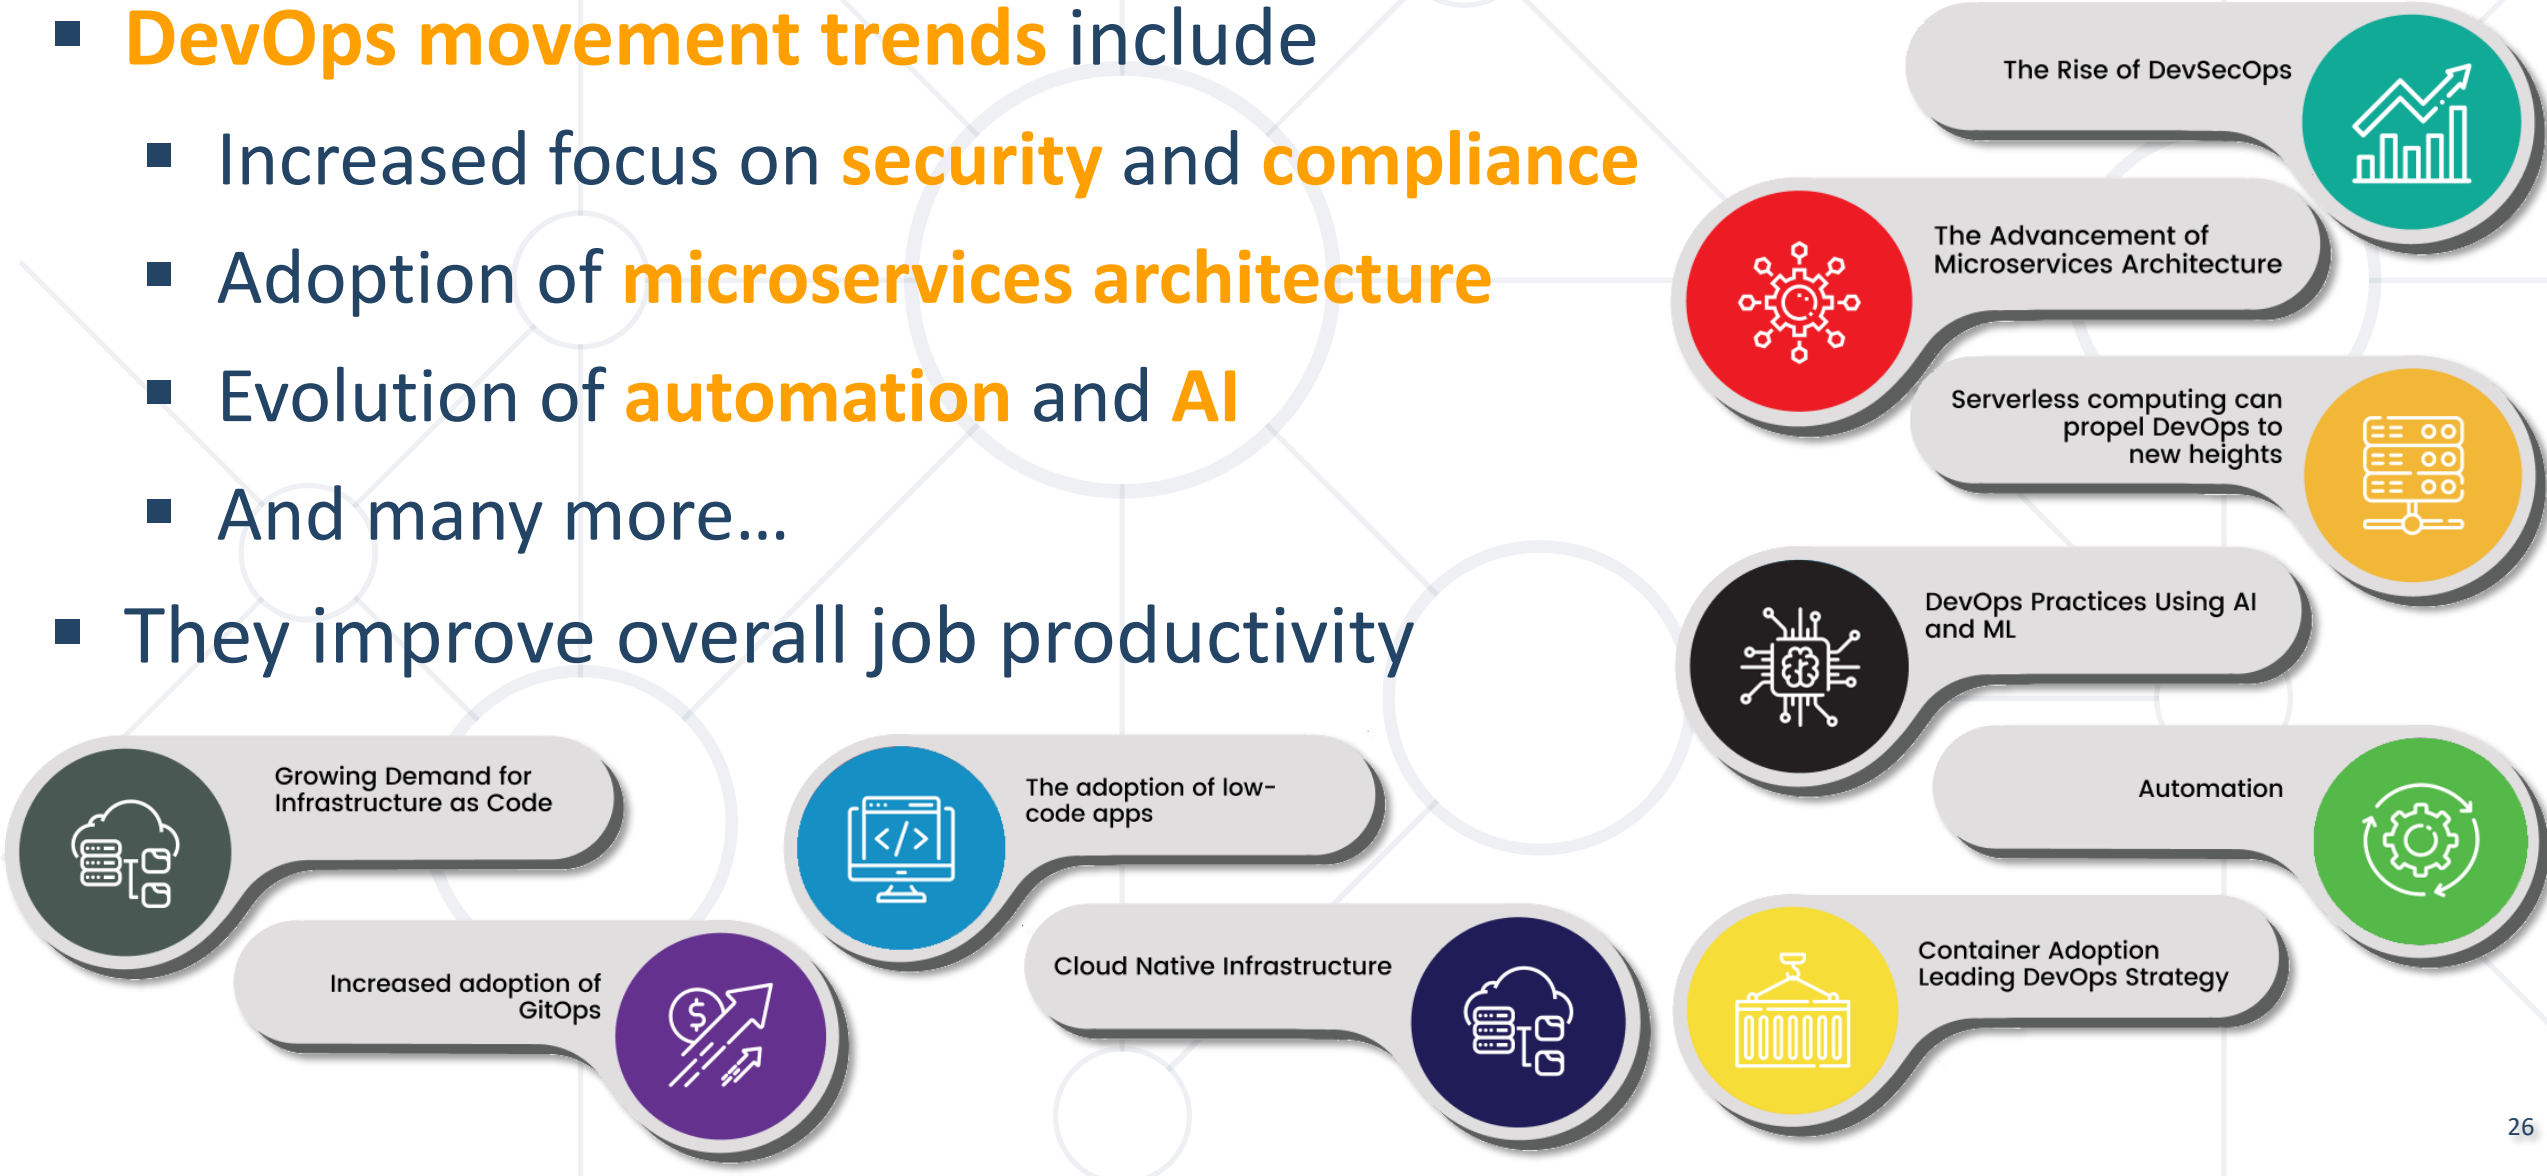 ▪ DevOps movement trends include
▪ Increased focus on security and compliance
▪ Adoption of microservices architecture
▪ Evolution of automation and AI
▪ And many more…
▪ They improve overall job productivity
The Rise of DevSecOps
The Advancement of
Microservices Architecture
Serverless computing can
propel DevOps to
new heights
DevOps Practices Using AI
and ML
Automation
Container Adoption
Leading DevOps Strategy
Growing Demand for
Infrastructure as Code
Increased adoption of
GitOps
The adoption of low-
code apps
Cloud Native Infrastructure
26